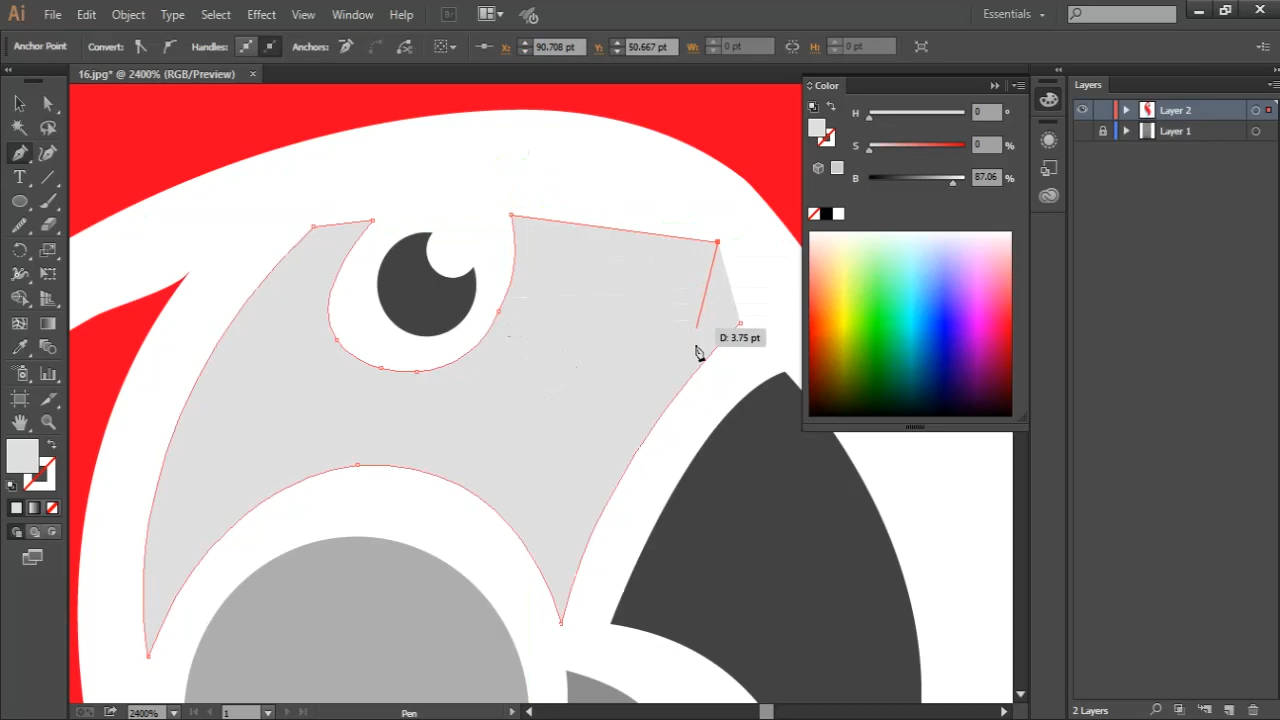 Ai File Edit Object Type Select Effect View Window Help Br Essentials
Anchor Point Convert: Handles: Anchors: X: 90.708 pt Y: 50.667 pt W: 0 pt H: 0 pt
16.jpg* @ 2400% (RGB/Preview) × Color Layers
H 0 °
S 0 %
B 87.06 %
Layer 2
Layer 1
D: 3.75 pt
2400% 1 Pen 2 Layers